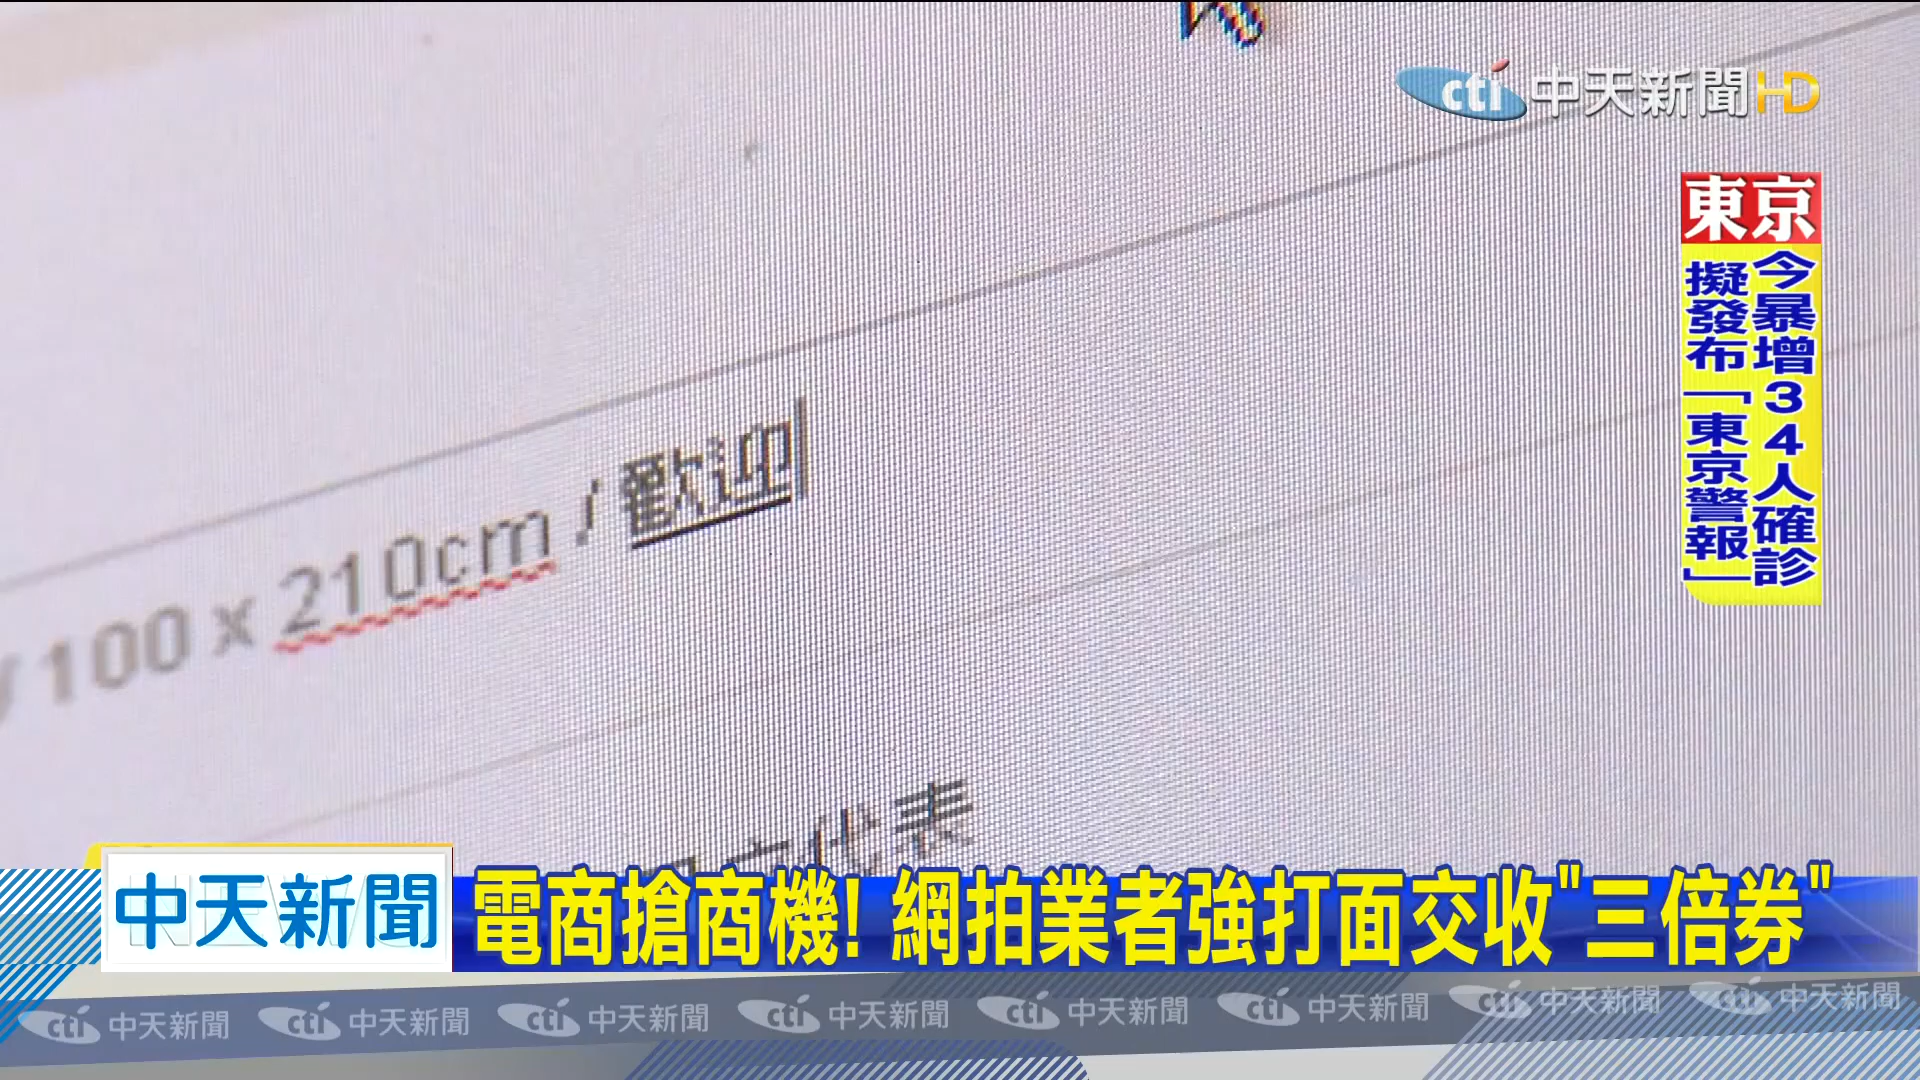 cti 中天新聞 HD
東京
今暴增34人確診
擬發布「東京警報」
/ 100 x 210cm / 歡迎
代表
中天新聞
電商搶商機! 網拍業者強打面交收"三倍券"
cti 中天新聞 cti 中天新聞 cti 中天新聞 cti 中天新聞 cti 中天新聞 cti 中天新聞 cti 中天新聞 cti 中天新聞